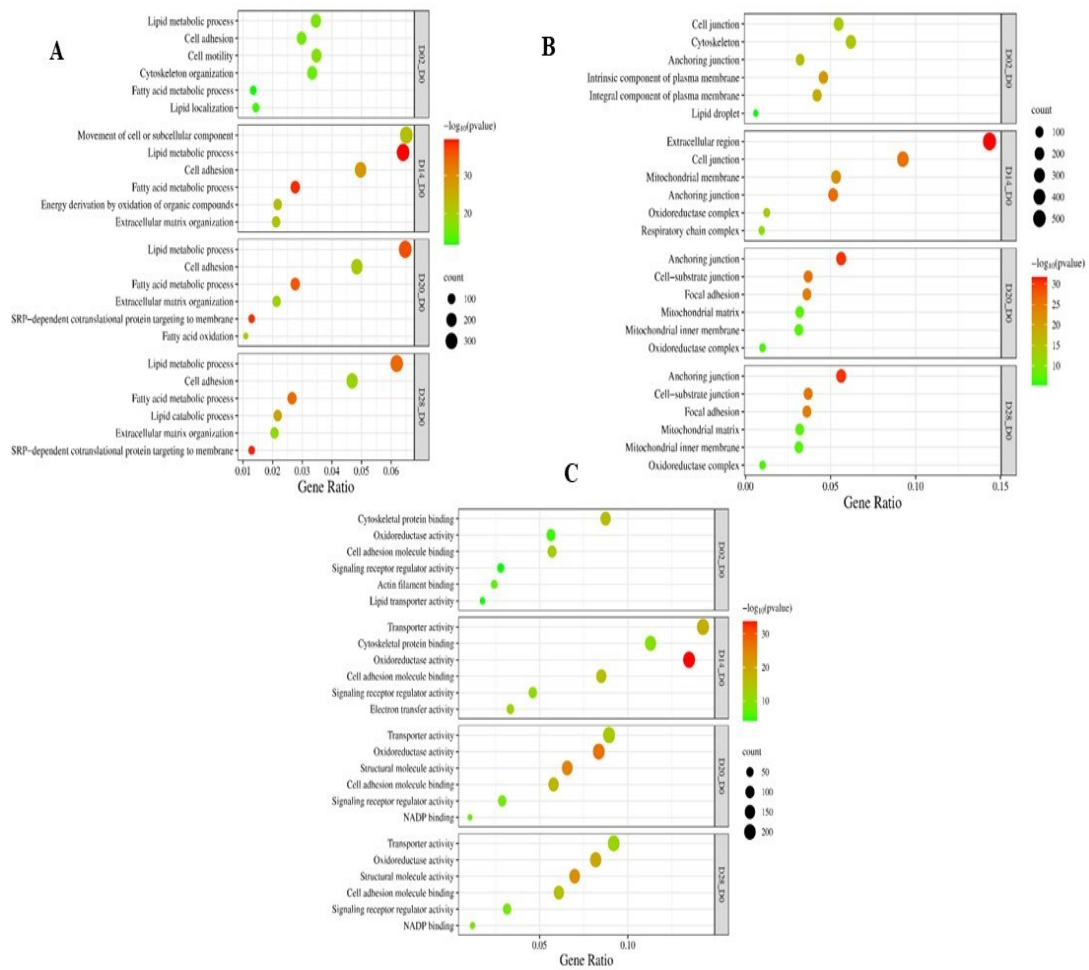 A
Lipid metabolic process
Cell adhesion
Cell motility
Cytoskeleton organization
Fatty acid metabolic process
Lipid localization
D02_D0
Movement of cell or subcellular component
Lipid metabolic process
Cell adhesion
Fatty acid metabolic process
Energy derivation by oxidation of organic compounds
Extracellular matrix organization
D14_D0
Lipid metabolic process
Cell adhesion
Fatty acid metabolic process
Extracellular matrix organization
SRP-dependent cotranslational protein targeting to membrane
Fatty acid oxidation
D20_D0
Lipid metabolic process
Cell adhesion
Fatty acid metabolic process
Lipid catabolic process
Extracellular matrix organization
SRP-dependent cotranslational protein targeting to membrane
D28_D0
0.01 0.02 0.03 0.04 0.05 0.06
Gene Ratio
-log10(pvalue)
30
20
count
100
200
300
B
Cell junction
Cytoskeleton
Anchoring junction
Intrinsic component of plasma membrane
Integral component of plasma membrane
Lipid droplet
D02_D0
Extracellular region
Cell junction
Mitochondrial membrane
Anchoring junction
Oxidoreductase complex
Respiratory chain complex
D14_D0
Anchoring junction
Cell-substrate junction
Focal adhesion
Mitochondrial matrix
Mitochondrial inner membrane
Oxidoreductase complex
D20_D0
Anchoring junction
Cell-substrate junction
Focal adhesion
Mitochondrial matrix
Mitochondrial inner membrane
Oxidoreductase complex
D28_D0
0.00 0.05 0.10 0.15
Gene Ratio
count
100
200
300
400
500
-log10(pvalue)
30
25
20
15
10
C
Cytoskeletal protein binding
Oxidoreductase activity
Cell adhesion molecule binding
Signaling receptor regulator activity
Actin filament binding
Lipid transporter activity
D02_D0
Transporter activity
Cytoskeletal protein binding
Oxidoreductase activity
Cell adhesion molecule binding
Signaling receptor regulator activity
Electron transfer activity
D14_D0
Transporter activity
Oxidoreductase activity
Structural molecule activity
Cell adhesion molecule binding
Signaling receptor regulator activity
NADP binding
D20_D0
Transporter activity
Oxidoreductase activity
Structural molecule activity
Cell adhesion molecule binding
Signaling receptor regulator activity
NADP binding
D28_D0
0.05 0.10
Gene Ratio
-log10(pvalue)
30
20
10
count
50
100
150
200